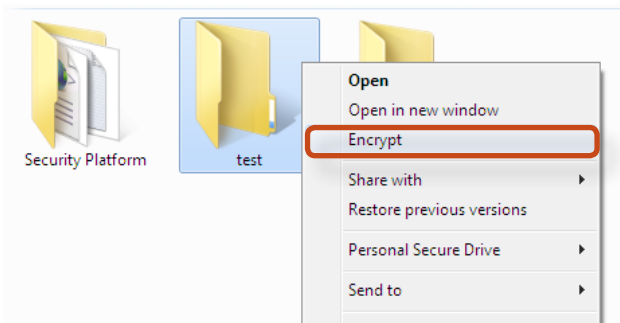 Security Platform
test
Open
Open in new window
Encrypt
Share with
Restore previous versions
Personal Secure Drive
Send to